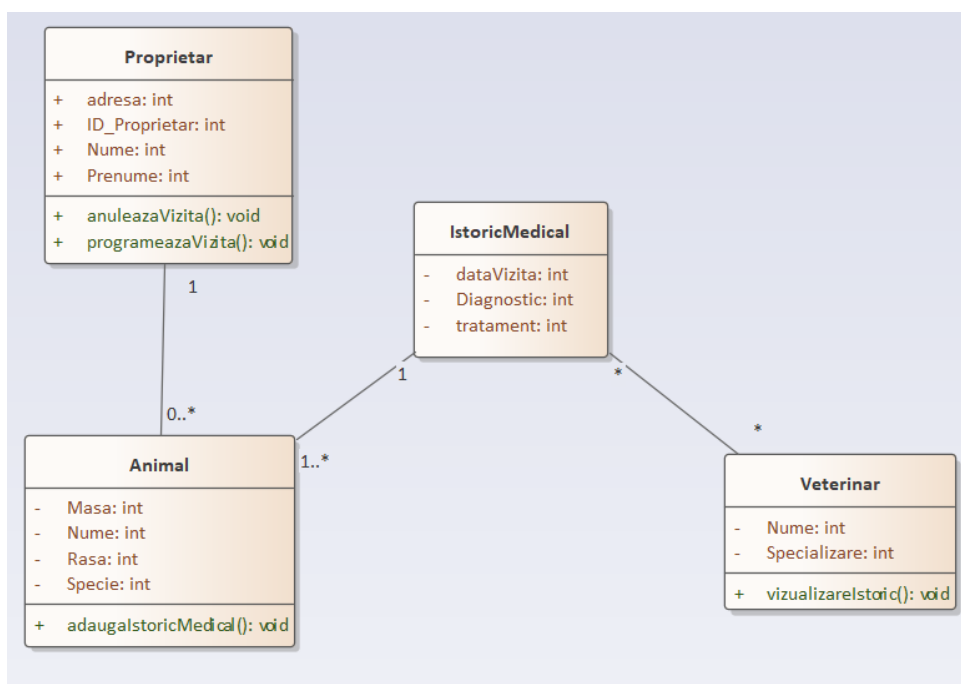 Proprietar
+ adresa: int
+ ID_Proprietar: int
+ Nume: int
+ Prenume: int
+ anuleazaVizita(): void
+ programeazaVizita(): void
1
0..*
IstoricMedical
- dataVizita: int
- Diagnostic: int
- tratament: int
1
*
1..*
*
Animal
- Masa: int
- Nume: int
- Rasa: int
- Specie: int
+ adaugaIstoricMedical(): void
Veterinar
- Nume: int
- Specializare: int
+ vizualizareIstoric(): void